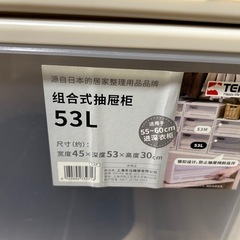 源自日本的居家整理用品品牌
TE
组合式抽屉柜
53L
适用于
55~60cm
进深衣柜
尺寸(约):
宽度45×深度53×高度30cm
53M
53L